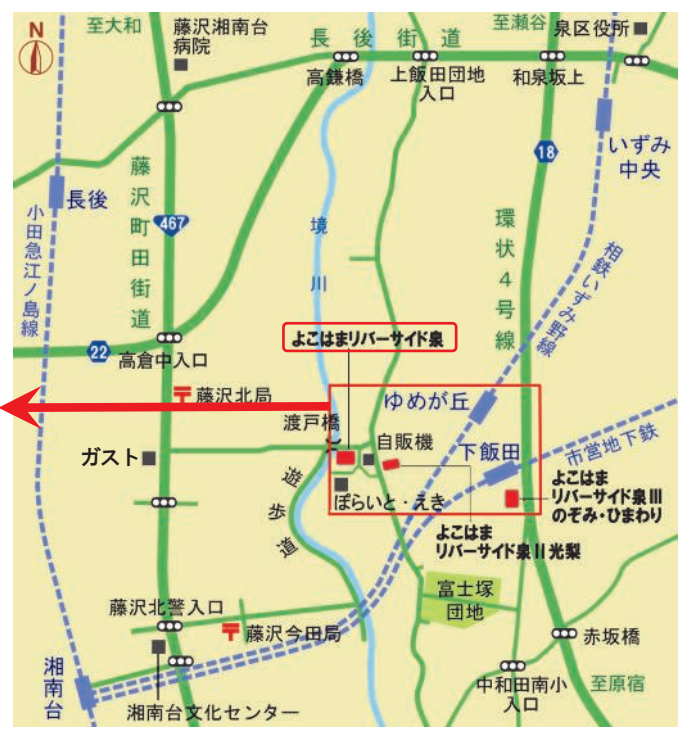 N
至大和
藤沢湘南台
病院
長後街道
至瀬谷
泉区役所
高鎌橋
上飯田団地
入口
和泉坂上
18
いずみ
中央
藤沢町田街道
長後
467
小田急江ノ島線
境川
環状4号線
相鉄いずみ野線
よこはまリバーサイド泉
22
高倉中入口
藤沢北局
渡戸橋
ゆめが丘
自販機
下飯田
市営地下鉄
ガスト
ぽらいと・えき
よこはま
リバーサイド泉Ⅲ
のぞみ・ひまわり
遊歩道
よこはま
リバーサイド泉Ⅱ光梨
富士塚
団地
藤沢北警入口
藤沢今田局
赤坂橋
湘南台
湘南台文化センター
中和田南小
入口
至原宿